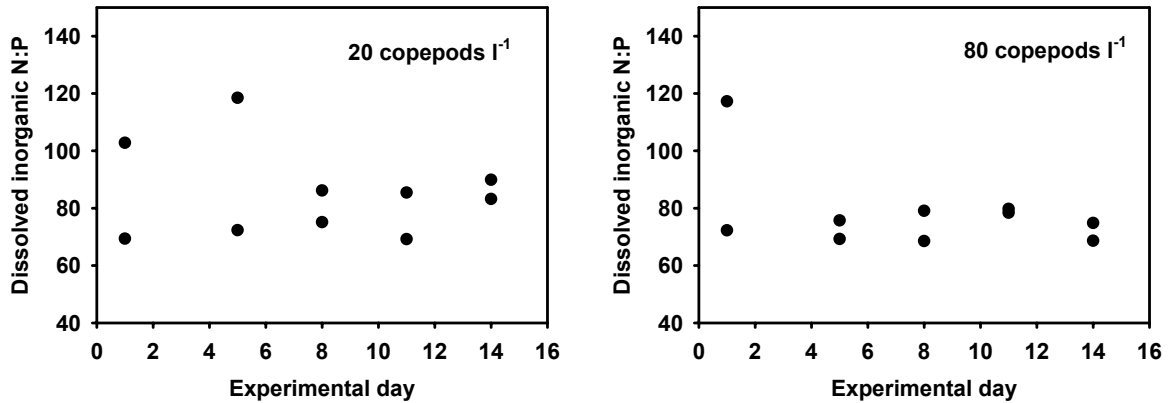 140
120
100
80
60
40
Dissolved inorganic N:P
20 copepods l⁻¹
0 2 4 6 8 10 12 14 16
Experimental day
140
120
100
80
60
40
Dissolved inorganic N:P
80 copepods l⁻¹
0 2 4 6 8 10 12 14 16
Experimental day